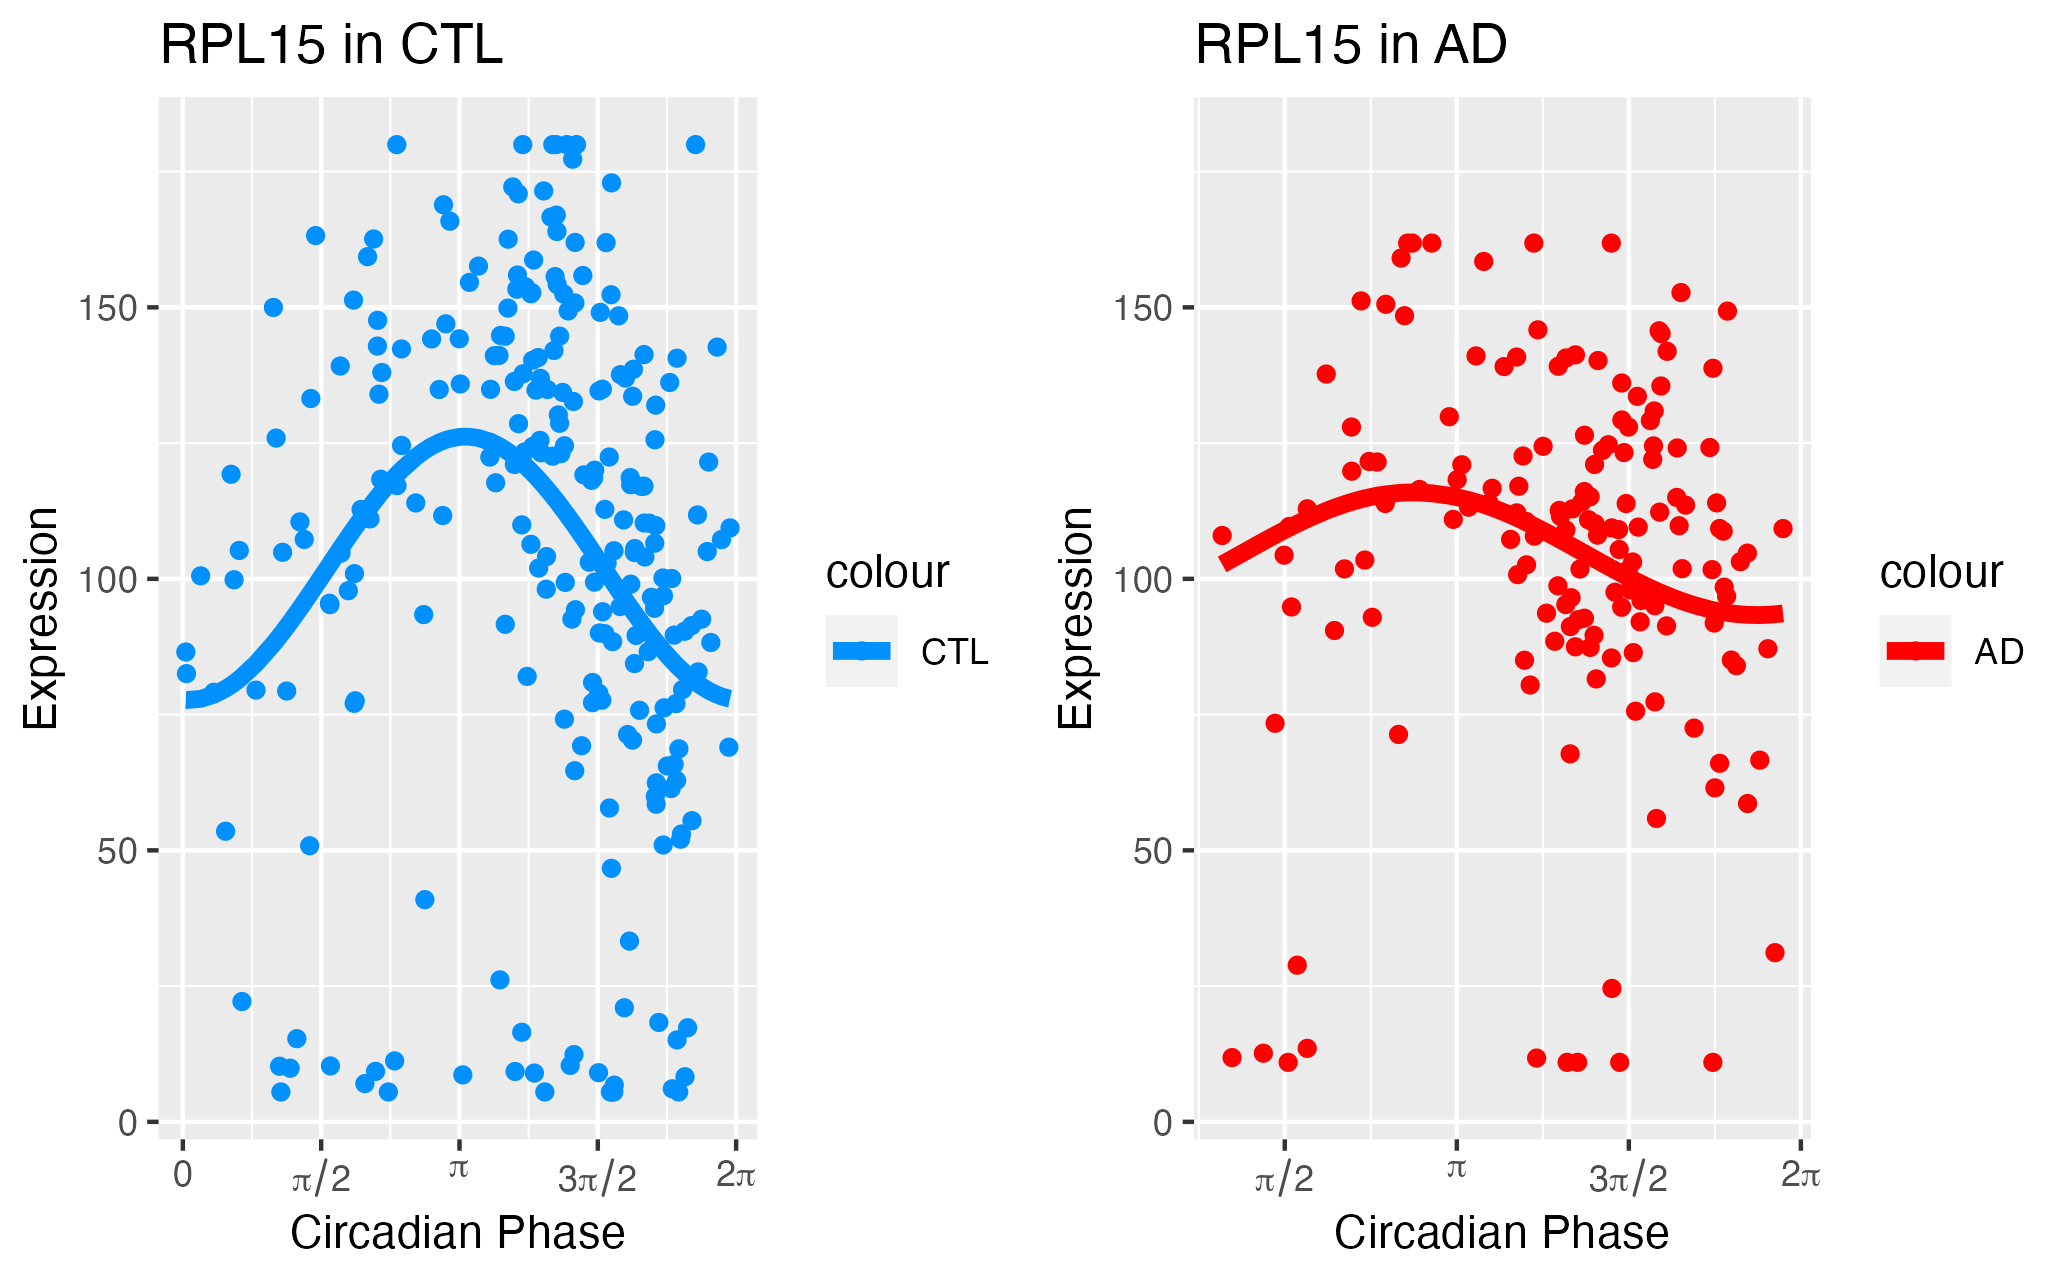 RPL15 in CTL
150
100
50
0
Expression
0 π/2 π 3π/2 2π
Circadian Phase
colour
CTL
RPL15 in AD
150
100
50
0
Expression
π/2 π 3π/2 2π
Circadian Phase
colour
AD